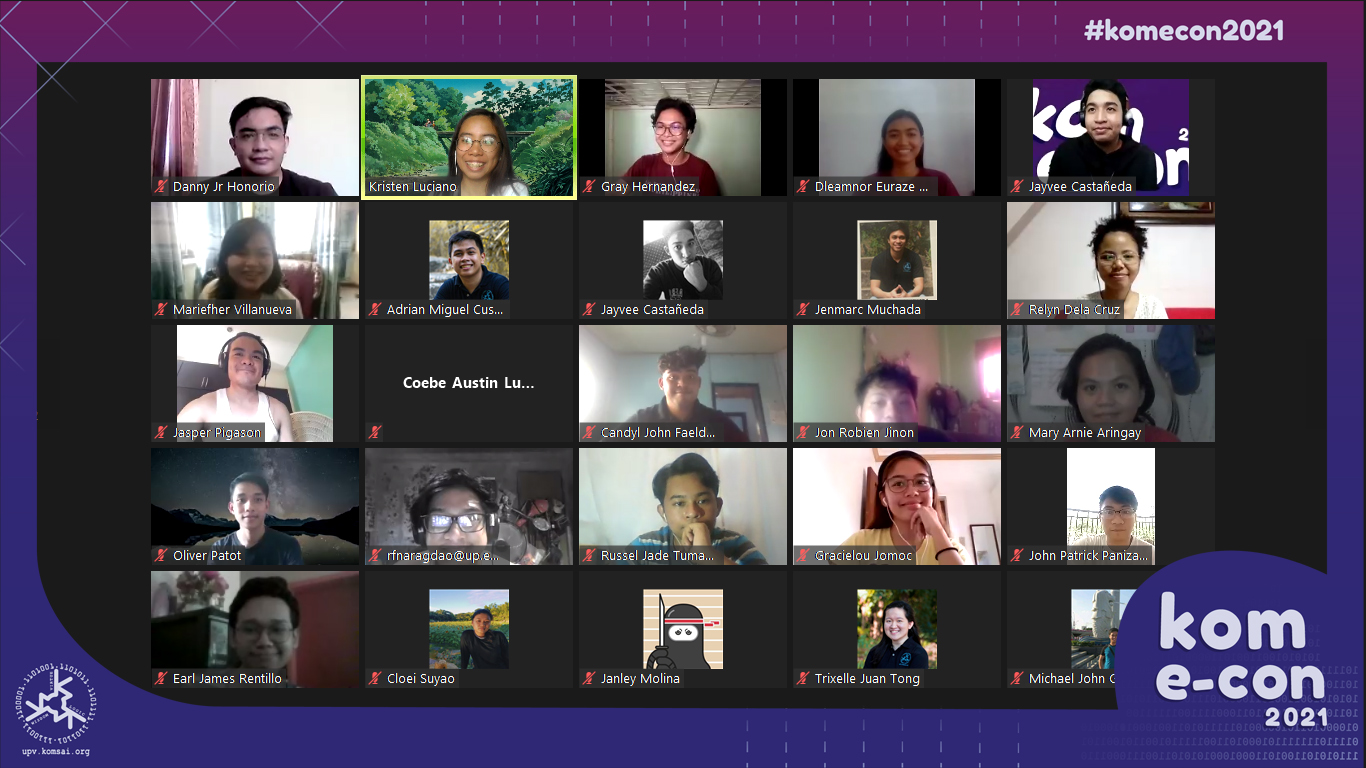 #komecon2021
Danny Jr Honorio
Kristen Luciano
Gray Hernandez
Dleamnor Euraze ...
kom
Jayvee Castañeda
Mariefher Villanueva
Adrian Miguel Cus...
Jayvee Castañeda
Jenmarc Muchada
Relyn Dela Cruz
Jasper Pigason
Coebe Austin Lu...
Candyl John Faeld...
Jon Robien Jinon
Mary Arnie Aringay
Oliver Patot
rfnaragdao@up.e...
Russel Jade Tuma...
Gracielou Jomoc
John Patrick Paniza...
Earl James Rentillo
Cloei Suyao
Janley Molina
Trixelle Juan Tong
Michael John
kom
e-con
2021
upv.komsai.org